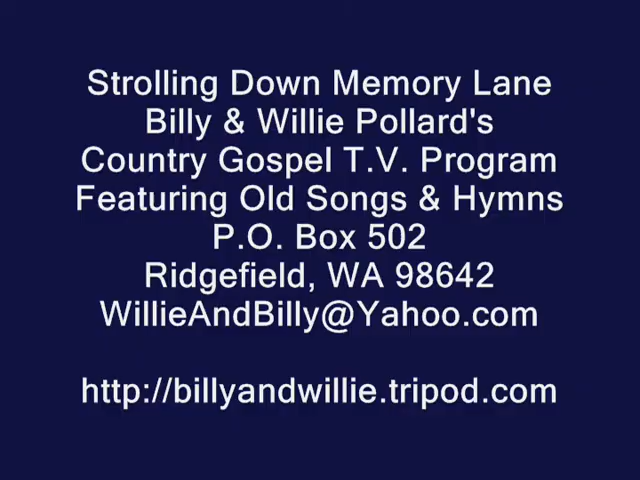 Strolling Down Memory Lane
Billy & Willie Pollard's
Country Gospel T.V. Program
Featuring Old Songs & Hymns
P.O. Box 502
Ridgefield, WA 98642
WillieAndBilly@Yahoo.com
http://billyandwillie.tripod.com